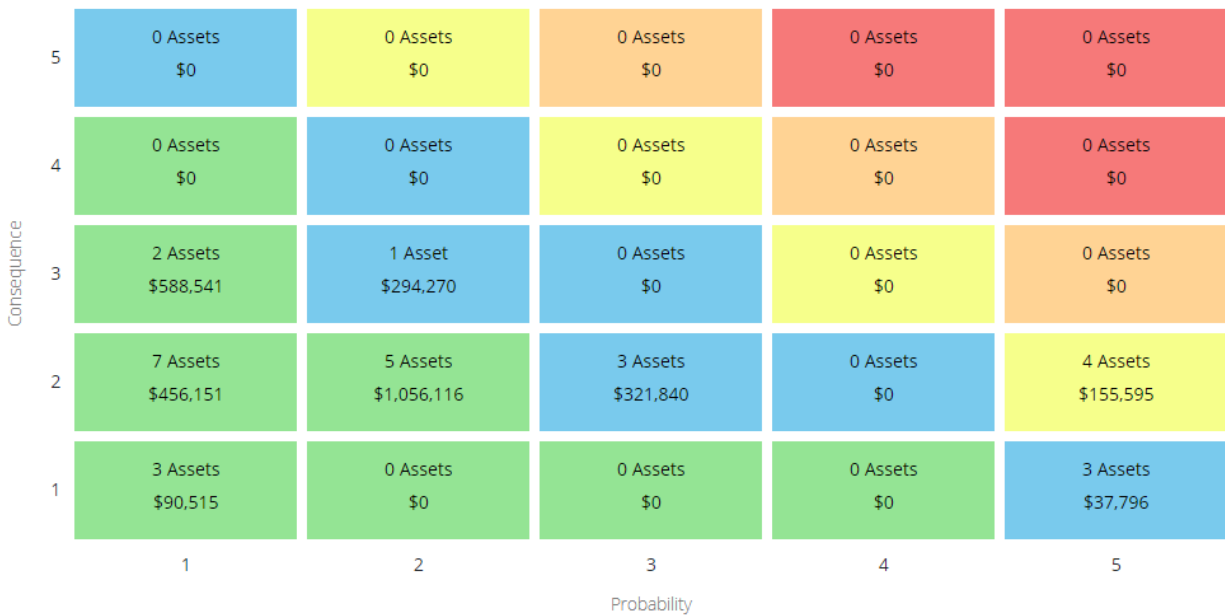 0 Assets 0 Assets 0 Assets 0 Assets 0 Assets
5
$0 $0 $0 $0 $0
0 Assets 0 Assets 0 Assets 0 Assets 0 Assets
4
$0 $0 $0 $0 $0
Consequence
2 Assets 1 Asset 0 Assets 0 Assets 0 Assets
3
$588,541 $294,270 $0 $0 $0
7 Assets 5 Assets 3 Assets 0 Assets 4 Assets
2
$456,151 $1,056,116 $321,840 $0 $155,595
3 Assets 0 Assets 0 Assets 0 Assets 3 Assets
1
$90,515 $0 $0 $0 $37,796
1 2 3 4 5
Probability